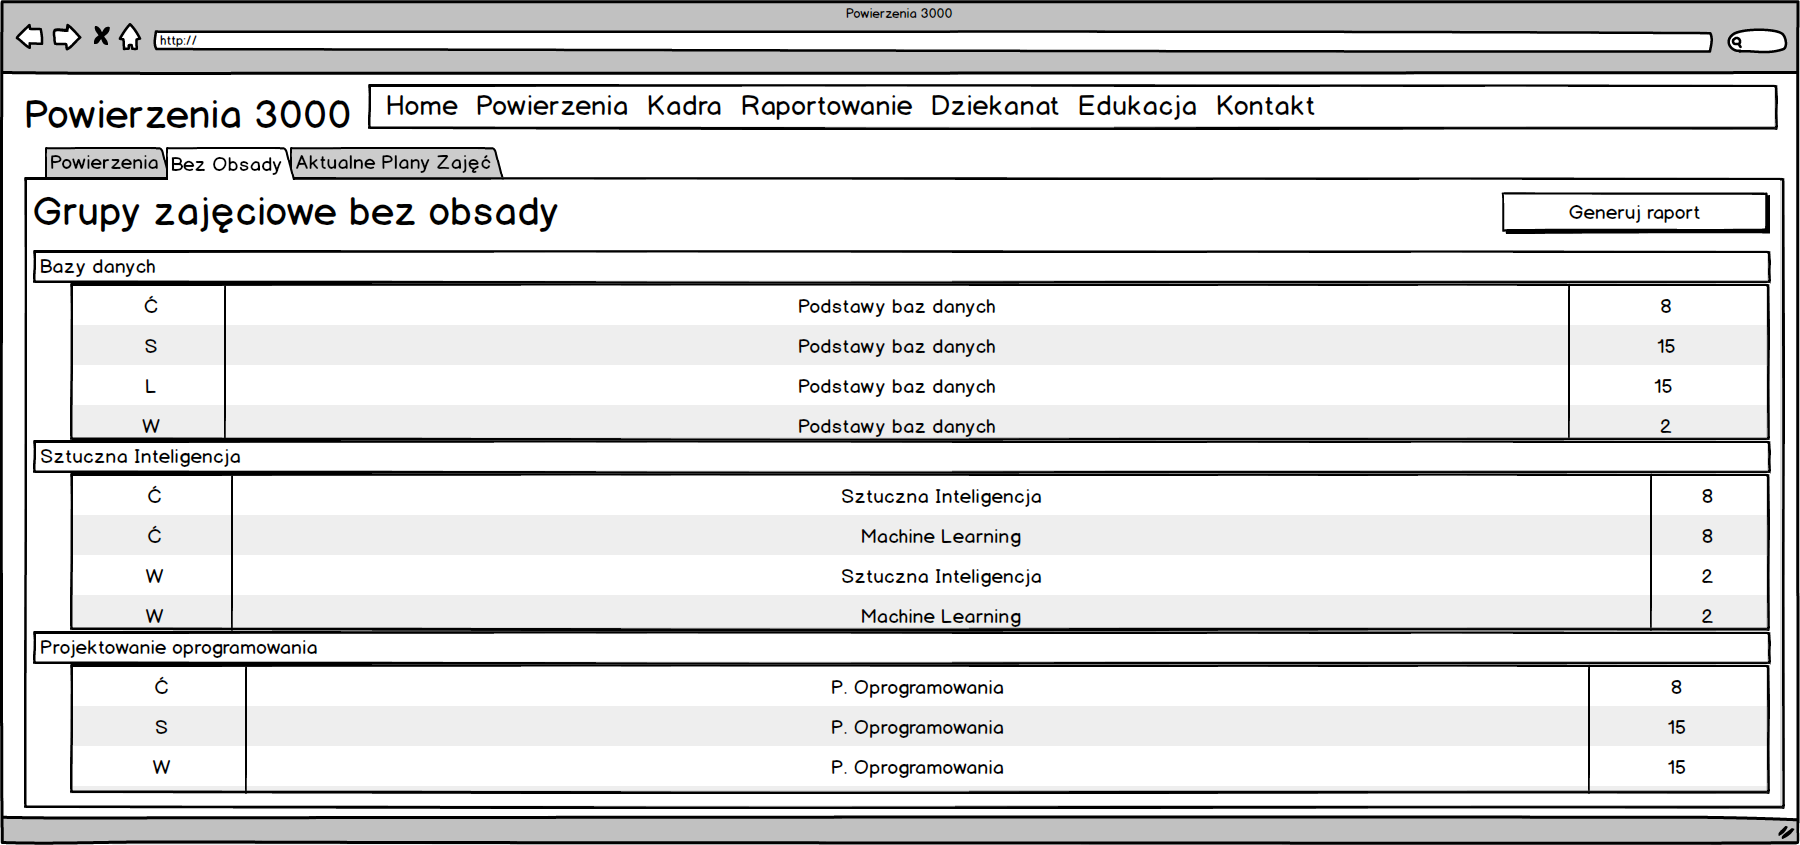 Powierzenia 3000
http://
Powierzenia 3000
Home Powierzenia Kadra Raportowanie Dziekanat Edukacja Kontakt
Powierzenia Bez Obsady Aktualne Plany Zajęć
Grupy zajęciowe bez obsady
Generuj raport
Bazy danych
Ć Podstawy baz danych 8
S Podstawy baz danych 15
L Podstawy baz danych 15
W Podstawy baz danych 2
Sztuczna Inteligencja
Ć Sztuczna Inteligencja 8
Ć Machine Learning 8
W Sztuczna Inteligencja 2
W Machine Learning 2
Projektowanie oprogramowania
Ć P. Oprogramowania 8
S P. Oprogramowania 15
W P. Oprogramowania 15